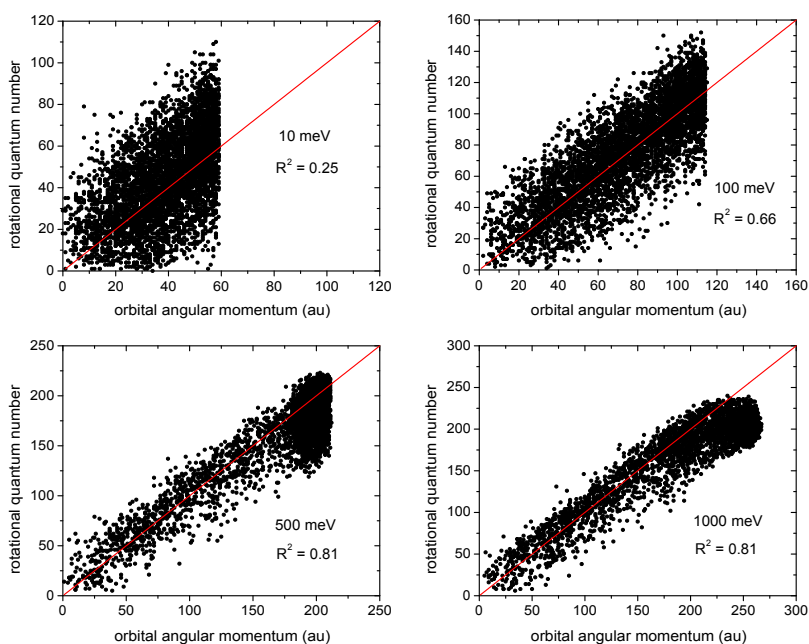 120
100
80
60
40
20
0
rotational quantum number
10 meV
R² = 0.25
0 20 40 60 80 100 120
orbital angular momentum (au)
160
140
120
100
80
60
40
20
0
rotational quantum number
100 meV
R² = 0.66
0 20 40 60 80 100 120 140 160
orbital angular momentum (au)
250
200
150
100
50
0
rotational quantum number
500 meV
R² = 0.81
0 50 100 150 200 250
orbital angular momentum (au)
300
250
200
150
100
50
0
rotational quantum number
1000 meV
R² = 0.81
0 50 100 150 200 250 300
orbital angular momentum (au)